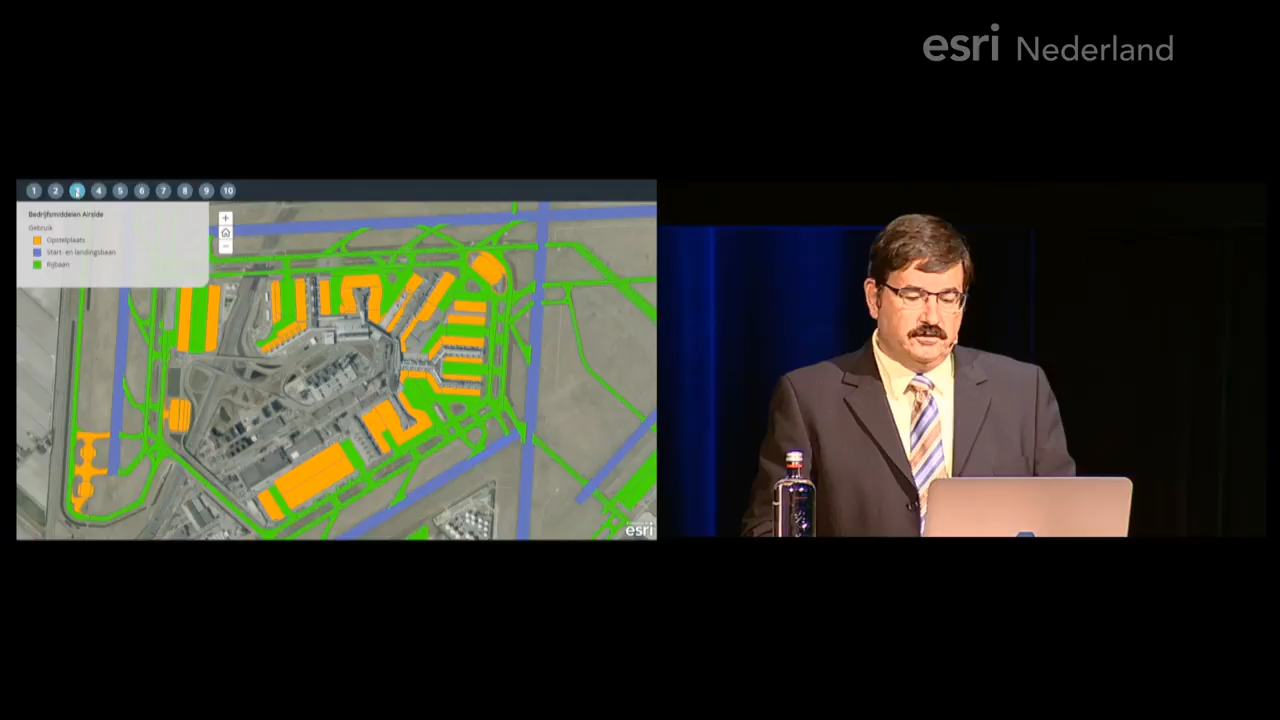 esri Nederland
1 2 3 4 5 6 7 8 9 10
Bedrijfsmiddelen Airside
Gebruik
Opstelplaats
Start- en landingsbaan
Rijbaan
+
−
esri